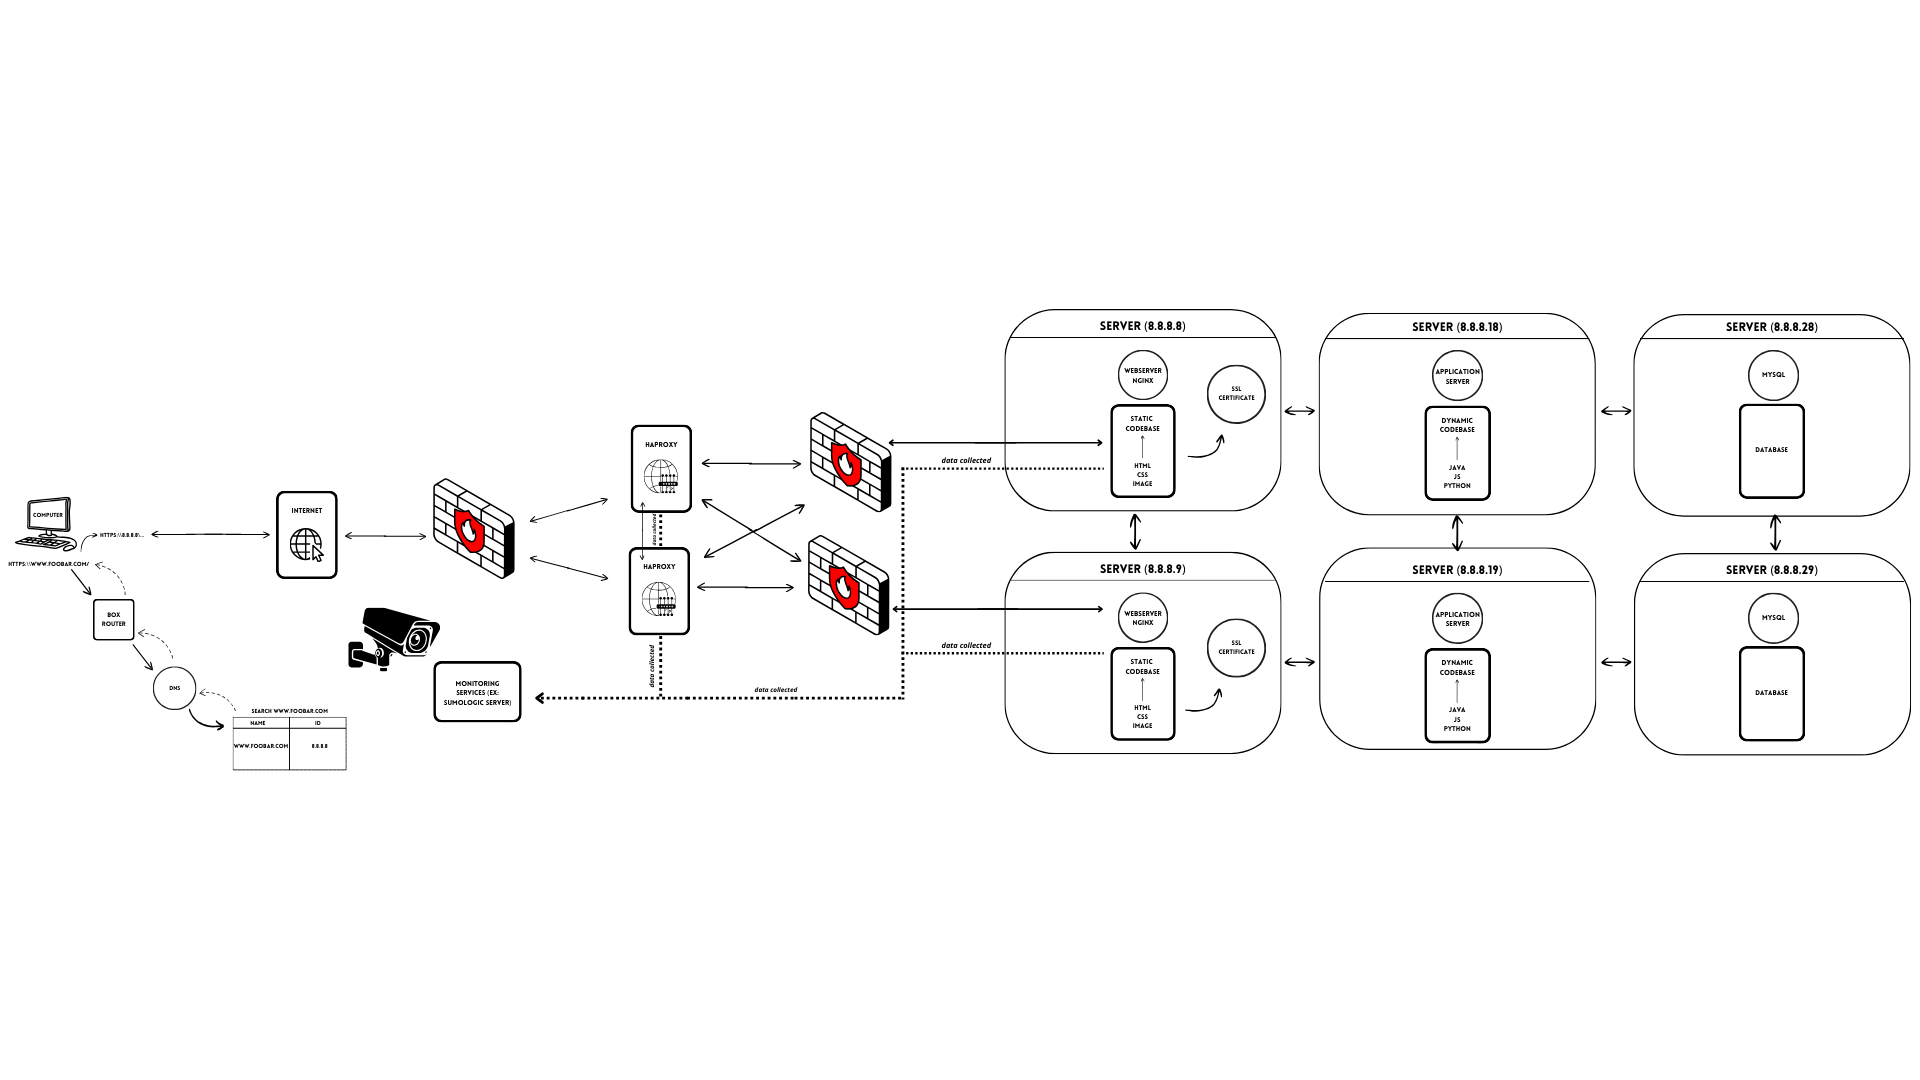 COMPUTER
HTTPS://8.8.8.8\...
HTTPS:\\WWW.FOOBAR.COM/
BOX
ROUTER
DNS
SEARCH WWW.FOOBAR.COM
NAME ID
WWW.FOOBAR.COM 8.8.8.8
INTERNET
MONITORING
SERVICES (EX:
SUMOLOGIC SERVER)
HAPROXY
data collected
HAPROXY
data collected
data collected
data collected
data collected
SERVER (8.8.8.8)
WEBSERVER
NGINX
SSL
CERTIFICATE
STATIC
CODEBASE
HTML
CSS
IMAGE
SERVER (8.8.8.18)
APPLICATION
SERVER
DYNAMIC
CODEBASE
JAVA
JS
PYTHON
SERVER (8.8.8.28)
MYSQL
DATABASE
SERVER (8.8.8.9)
WEBSERVER
NGINX
SSL
CERTIFICATE
STATIC
CODEBASE
HTML
CSS
IMAGE
SERVER (8.8.8.19)
APPLICATION
SERVER
DYNAMIC
CODEBASE
JAVA
JS
PYTHON
SERVER (8.8.8.29)
MYSQL
DATABASE